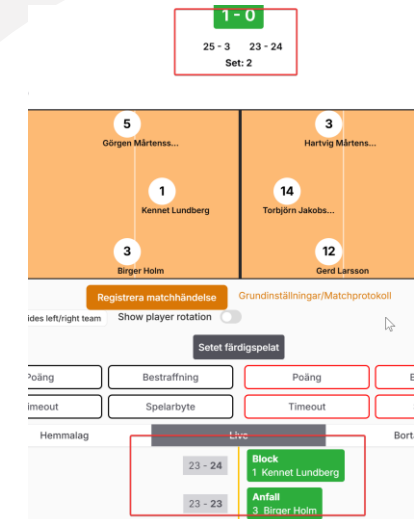 1 - 0
25 - 3 23 - 24
Set: 2
5 3
Görgen Mårtenss... Hartvig Mårtens...
1 14
Kennet Lundberg Torbjörn Jakobs...
3 12
Birger Holm Gerd Larsson
Registrera matchhändelse Grundinställningar/Matchprotokoll
ides left/right team Show player rotation
Setet färdigspelat
Poäng Bestraffning Poäng B
imeout Spelarbyte Timeout
Hemmalag Live Bort
23 - 24 Block
1 Kennet Lundberg
23 - 23 Anfall
3 Birger Holm